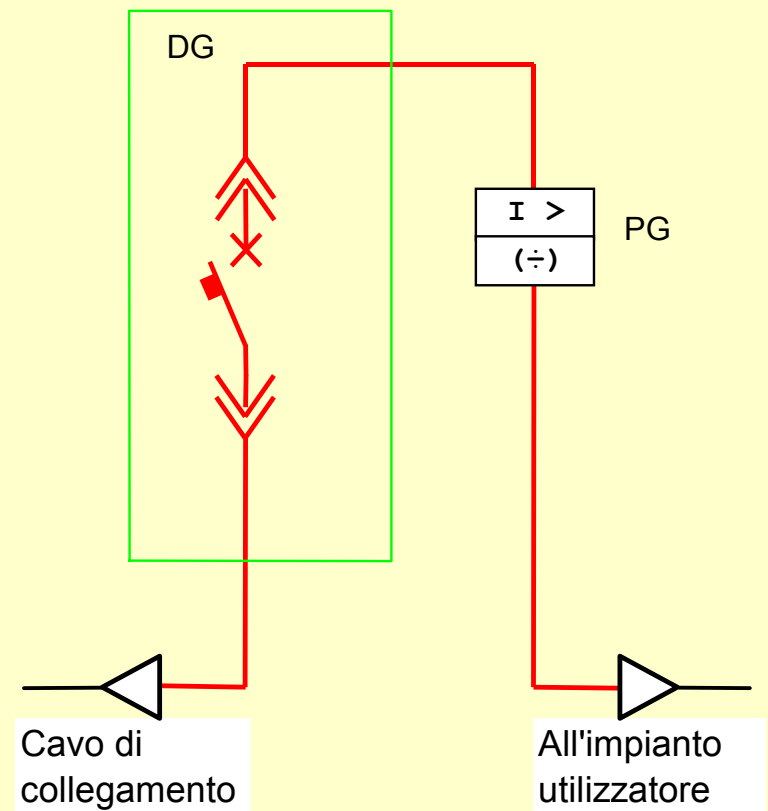 DG
I >
(÷)
PG
Cavo di
collegamento
All'impianto
utilizzatore